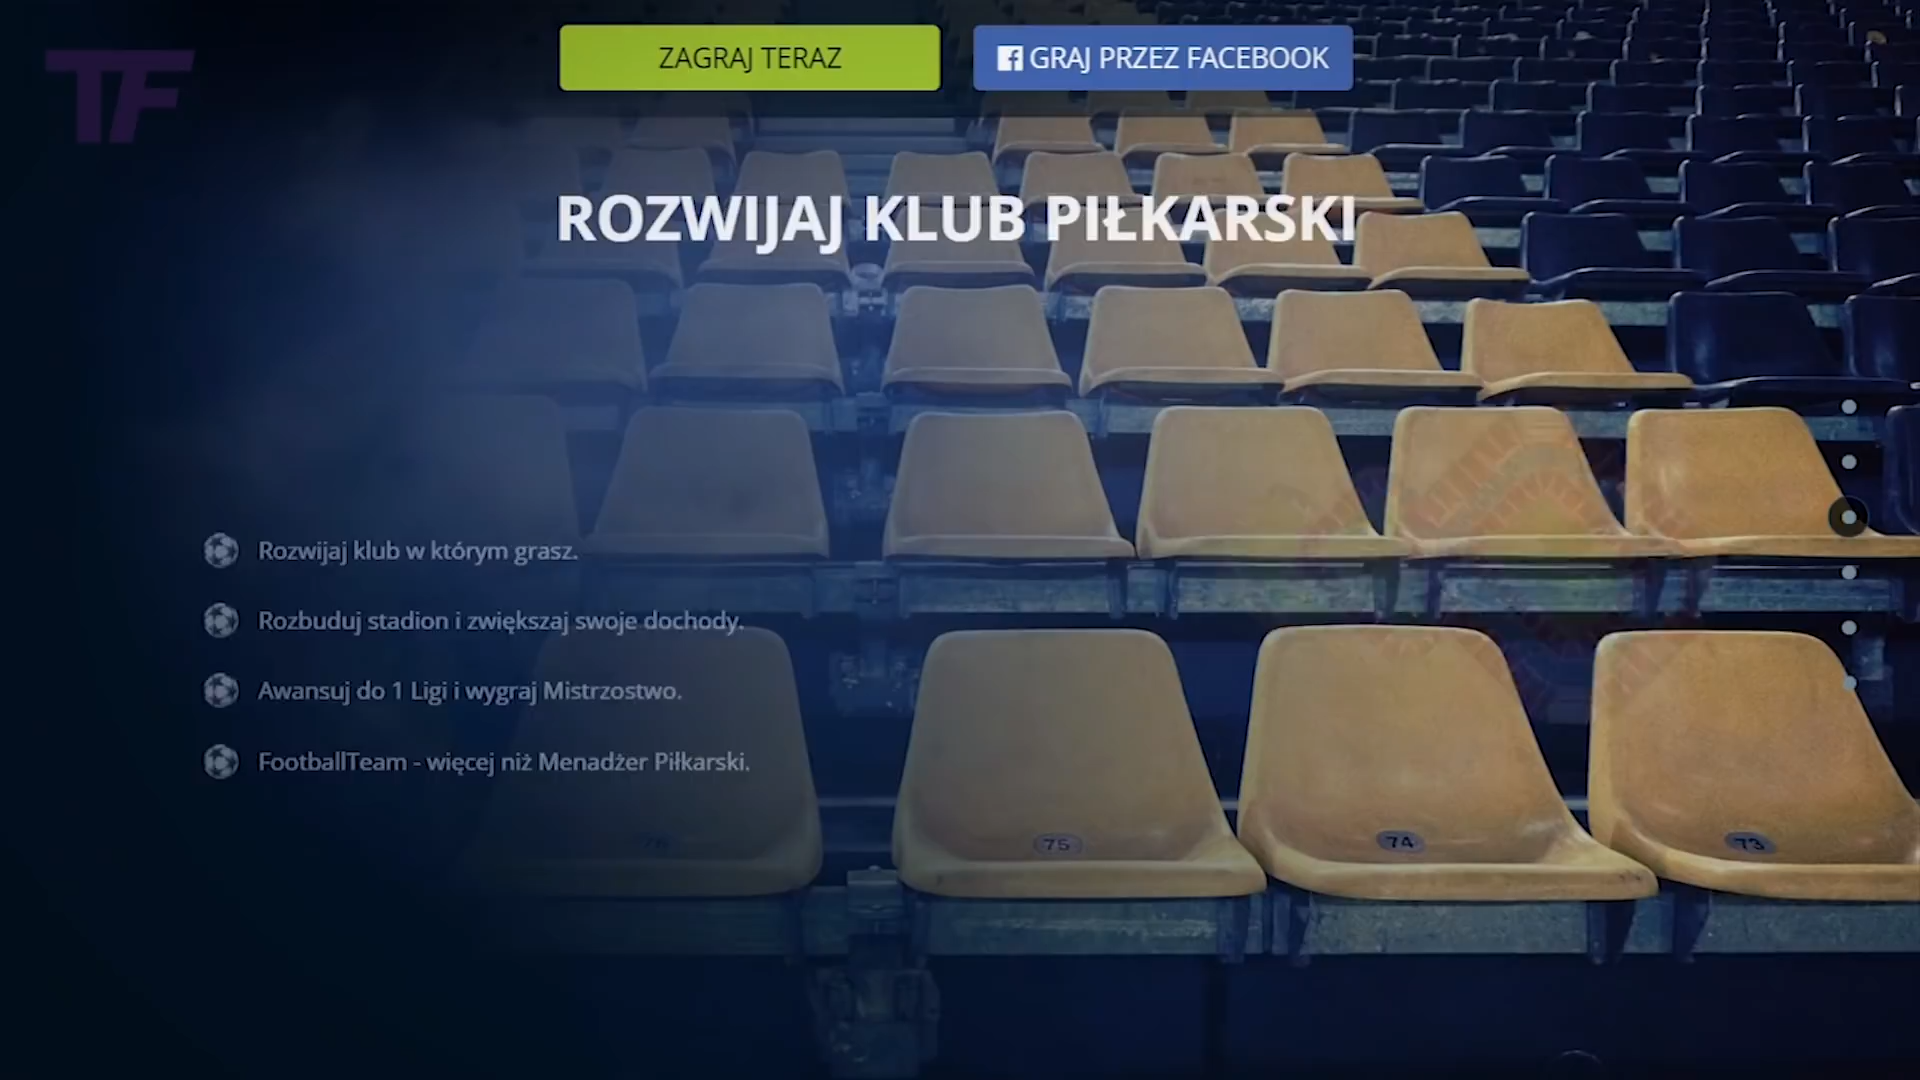 TF
ZAGRAJ TERAZ
GRAJ PRZEZ FACEBOOK
ROZWIJAJ KLUB PIŁKARSKI
Rozwijaj klub w którym grasz.
Rozbuduj stadion i zwiększaj swoje dochody.
Awansuj do 1 Ligi i wygraj Mistrzostwo.
FootballTeam - więcej niż Menadżer Piłkarski.
75
74
73